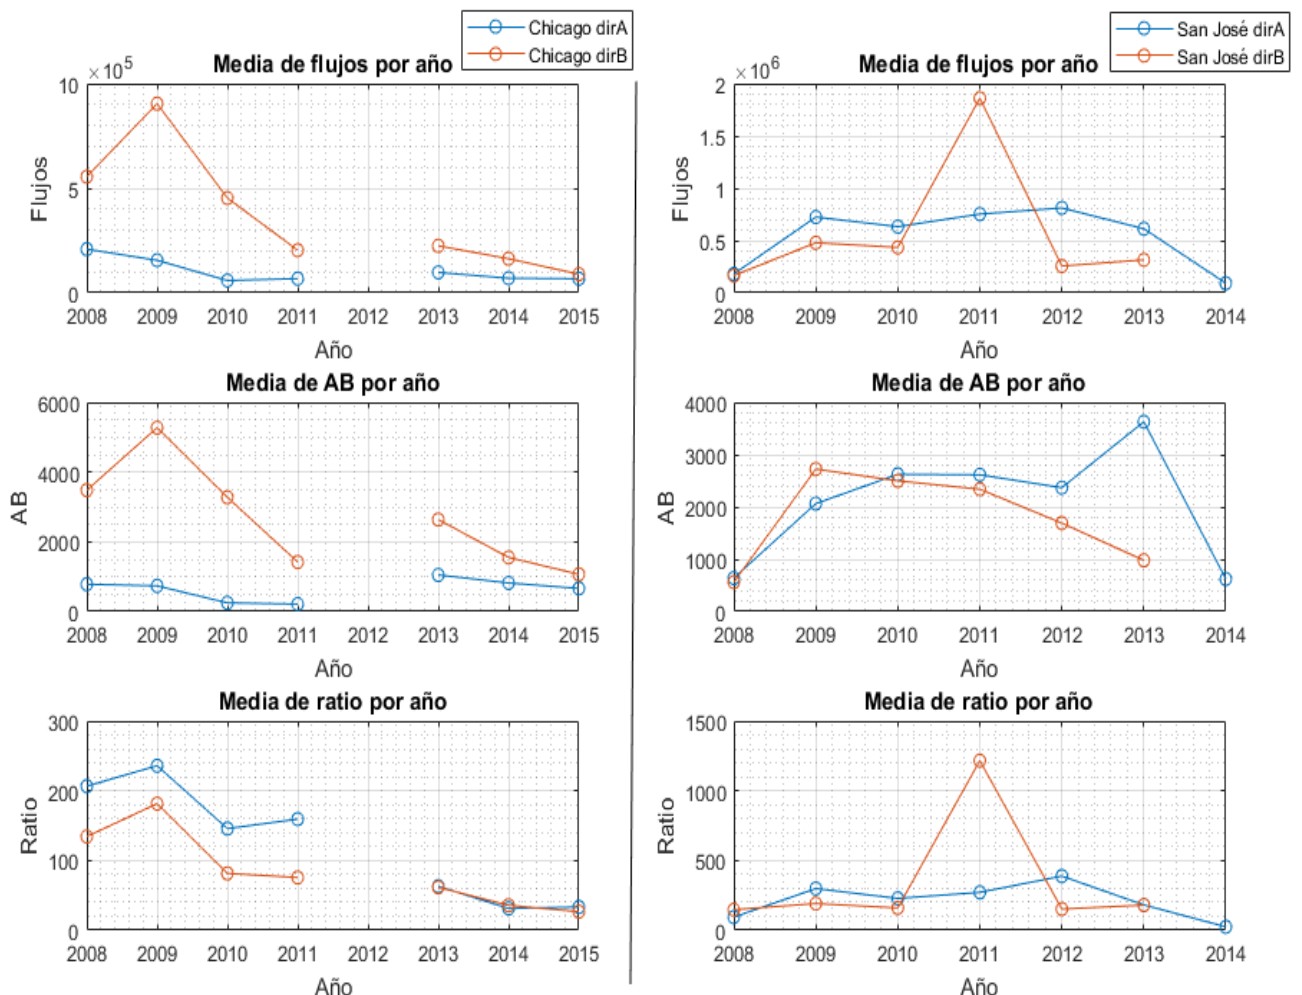 Chicago dirA
Chicago dirB
Media de flujos por año
×10^5
10
5
0
Flujos
2008 2009 2010 2011 2012 2013 2014 2015
Año
Media de AB por año
6000
4000
2000
0
AB
2008 2009 2010 2011 2012 2013 2014 2015
Año
Media de ratio por año
300
200
100
0
Ratio
2008 2009 2010 2011 2012 2013 2014 2015
Año
San José dirA
San José dirB
Media de flujos por año
×10^6
2
1.5
1
0.5
0
Flujos
2008 2009 2010 2011 2012 2013 2014
Año
Media de AB por año
4000
3000
2000
1000
0
AB
2008 2009 2010 2011 2012 2013 2014
Año
Media de ratio por año
1500
1000
500
0
Ratio
2008 2009 2010 2011 2012 2013 2014
Año